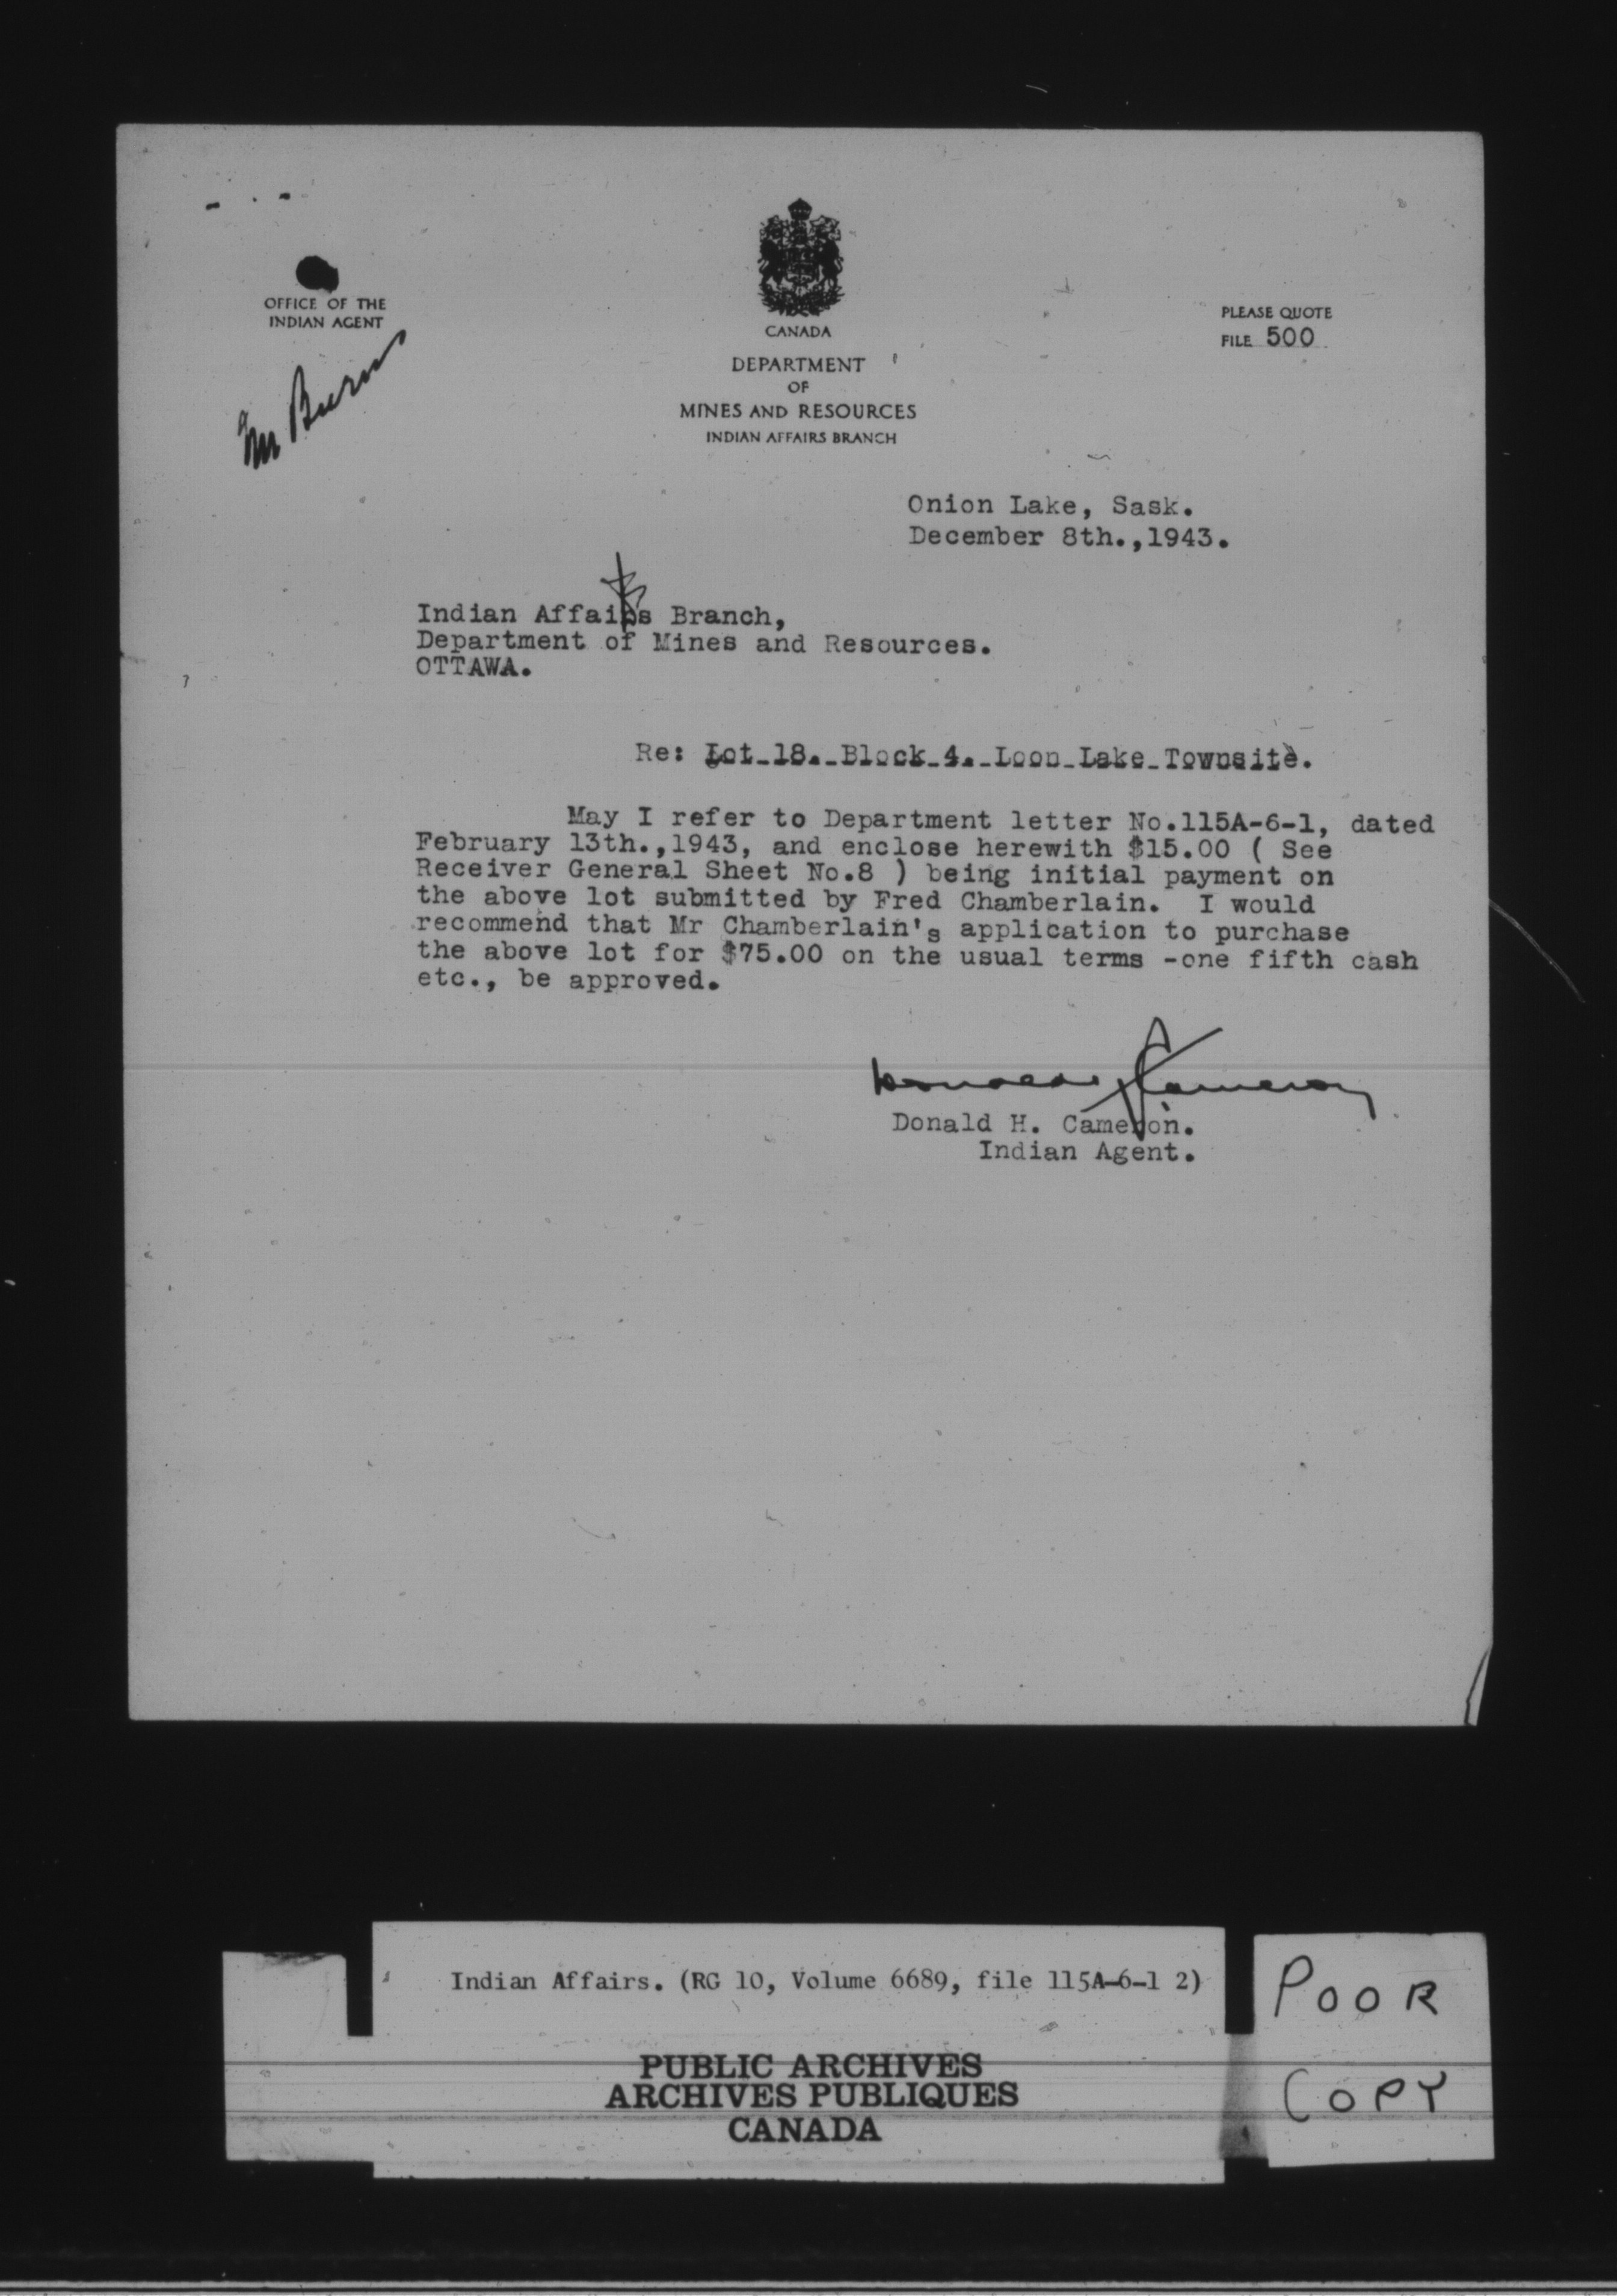 OFFICE OF THE
INDIAN AGENT
Mr Burns
CANADA
DEPARTMENT
OF
MINES AND RESOURCES
INDIAN AFFAIRS BRANCH
PLEASE QUOTE
FILE 500
Onion Lake, Sask.
December 8th.,1943.
Indian Affairs Branch,
Department of Mines and Resources.
OTTAWA.
Re: Lot 18. Block 4. Loon Lake Townsite.
May I refer to Department letter No.115A-6-1, dated
February 13th.,1943, and enclose herewith $15.00 ( See
Receiver General Sheet No.8 ) being initial payment on
the above lot submitted by Fred Chamberlain. I would
recommend that Mr Chamberlain's application to purchase
the above lot for $75.00 on the usual terms -one fifth cash
etc., be approved.
Donald H. Cameron
Donald H. Cameron.
Indian Agent.
Indian Affairs. (RG 10, Volume 6689, file 115A-6-1 2)
PUBLIC ARCHIVES
ARCHIVES PUBLIQUES
CANADA
POOR
COPY